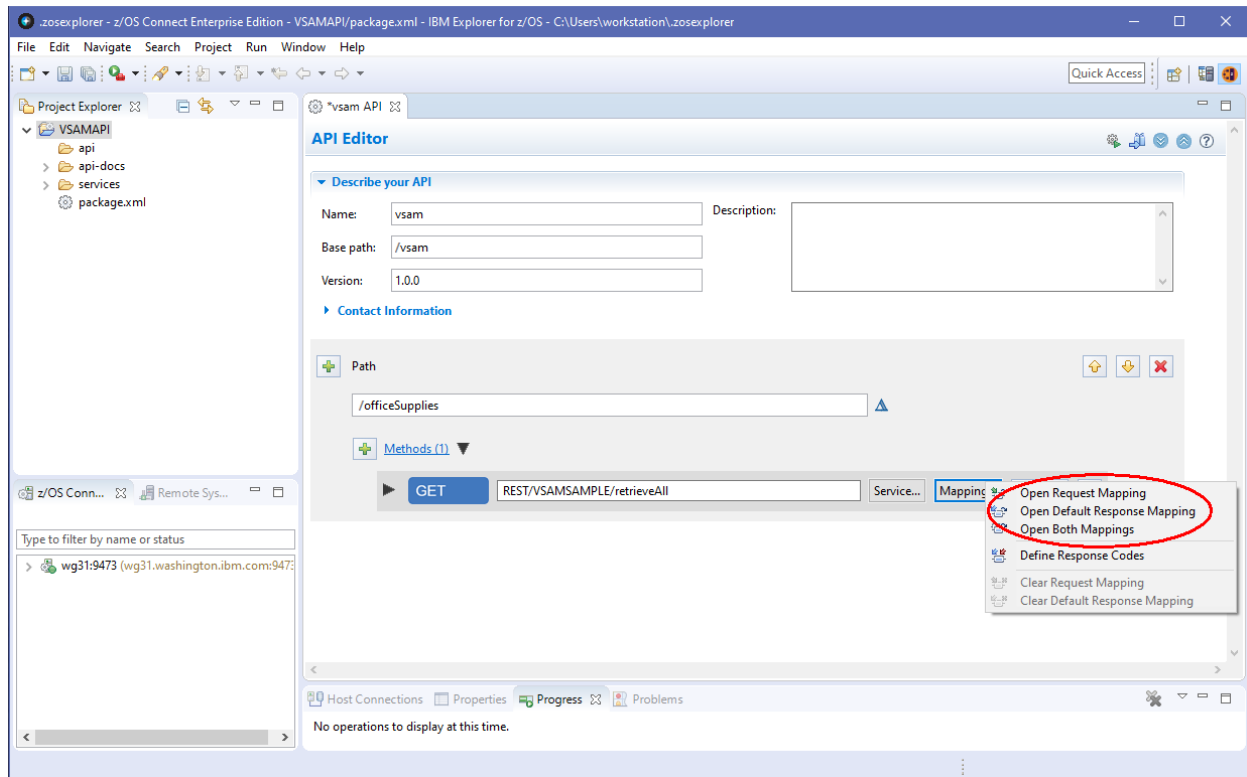 .zosexplorer - z/OS Connect Enterprise Edition - VSAMAPI/package.xml - IBM Explorer for z/OS - C:\Users\workstation\.zosexplorer
File Edit Navigate Search Project Run Window Help
Quick Access
Project Explorer
VSAMAPI
api
api-docs
services
package.xml
*vsam API
API Editor
Describe your API
Name: vsam Description:
Base path: /vsam
Version: 1.0.0
Contact Information
Path
/officeSupplies
Methods (1)
GET REST/VSAMSAMPLE/retrieveAll Service... Mapping
Open Request Mapping
Open Default Response Mapping
Open Both Mappings
Define Response Codes
Clear Request Mapping
Clear Default Response Mapping
z/OS Conn... Remote Sys...
Type to filter by name or status
wg31:9473 (wg31.washington.ibm.com:947
Host Connections Properties Progress Problems
No operations to display at this time.